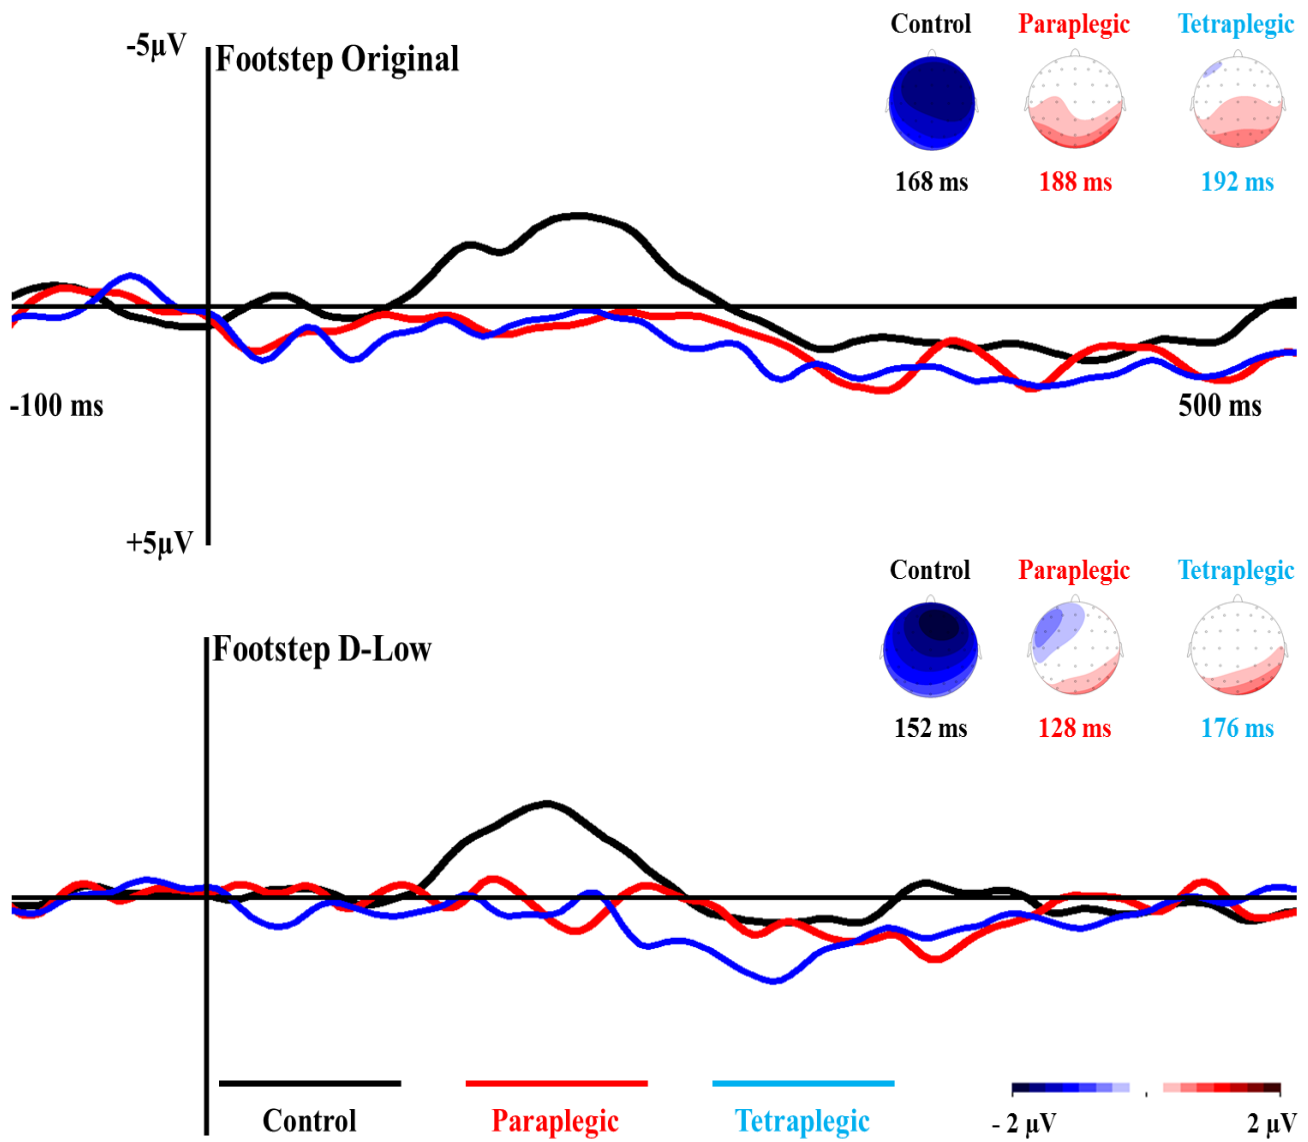 Control Paraplegic Tetraplegic
-5μV
Footstep Original
168 ms 188 ms 192 ms
-100 ms 500 ms
+5μV
Control Paraplegic Tetraplegic
Footstep D-Low
152 ms 128 ms 176 ms
Control Paraplegic Tetraplegic
- 2 μV 2 μV